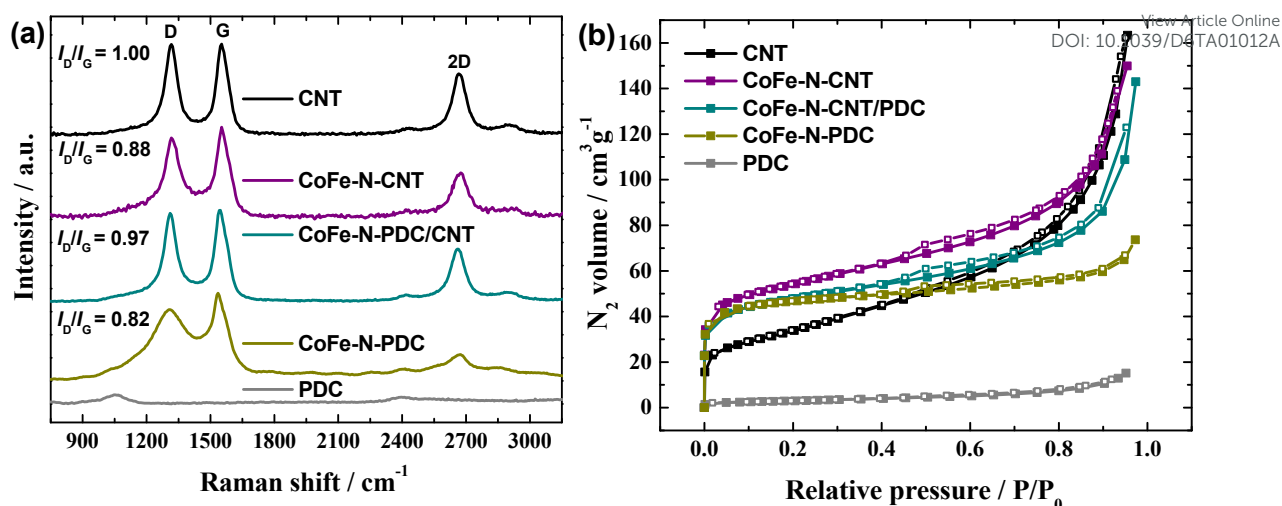 View Article Online
DOI: 10.1039/D6TA01012A
(a)
I_D/I_G = 1.00
D
G
2D
CNT
I_D/I_G = 0.88
CoFe-N-CNT
I_D/I_G = 0.97
CoFe-N-PDC/CNT
I_D/I_G = 0.82
CoFe-N-PDC
PDC
Intensity / a.u.
900 1200 1500 1800 2100 2400 2700 3000
Raman shift / cm⁻¹
(b)
CNT
CoFe-N-CNT
CoFe-N-CNT/PDC
CoFe-N-PDC
PDC
N₂ volume / cm³g⁻¹
160
140
120
100
80
60
40
20
0
0.0 0.2 0.4 0.6 0.8 1.0
Relative pressure / P/P₀